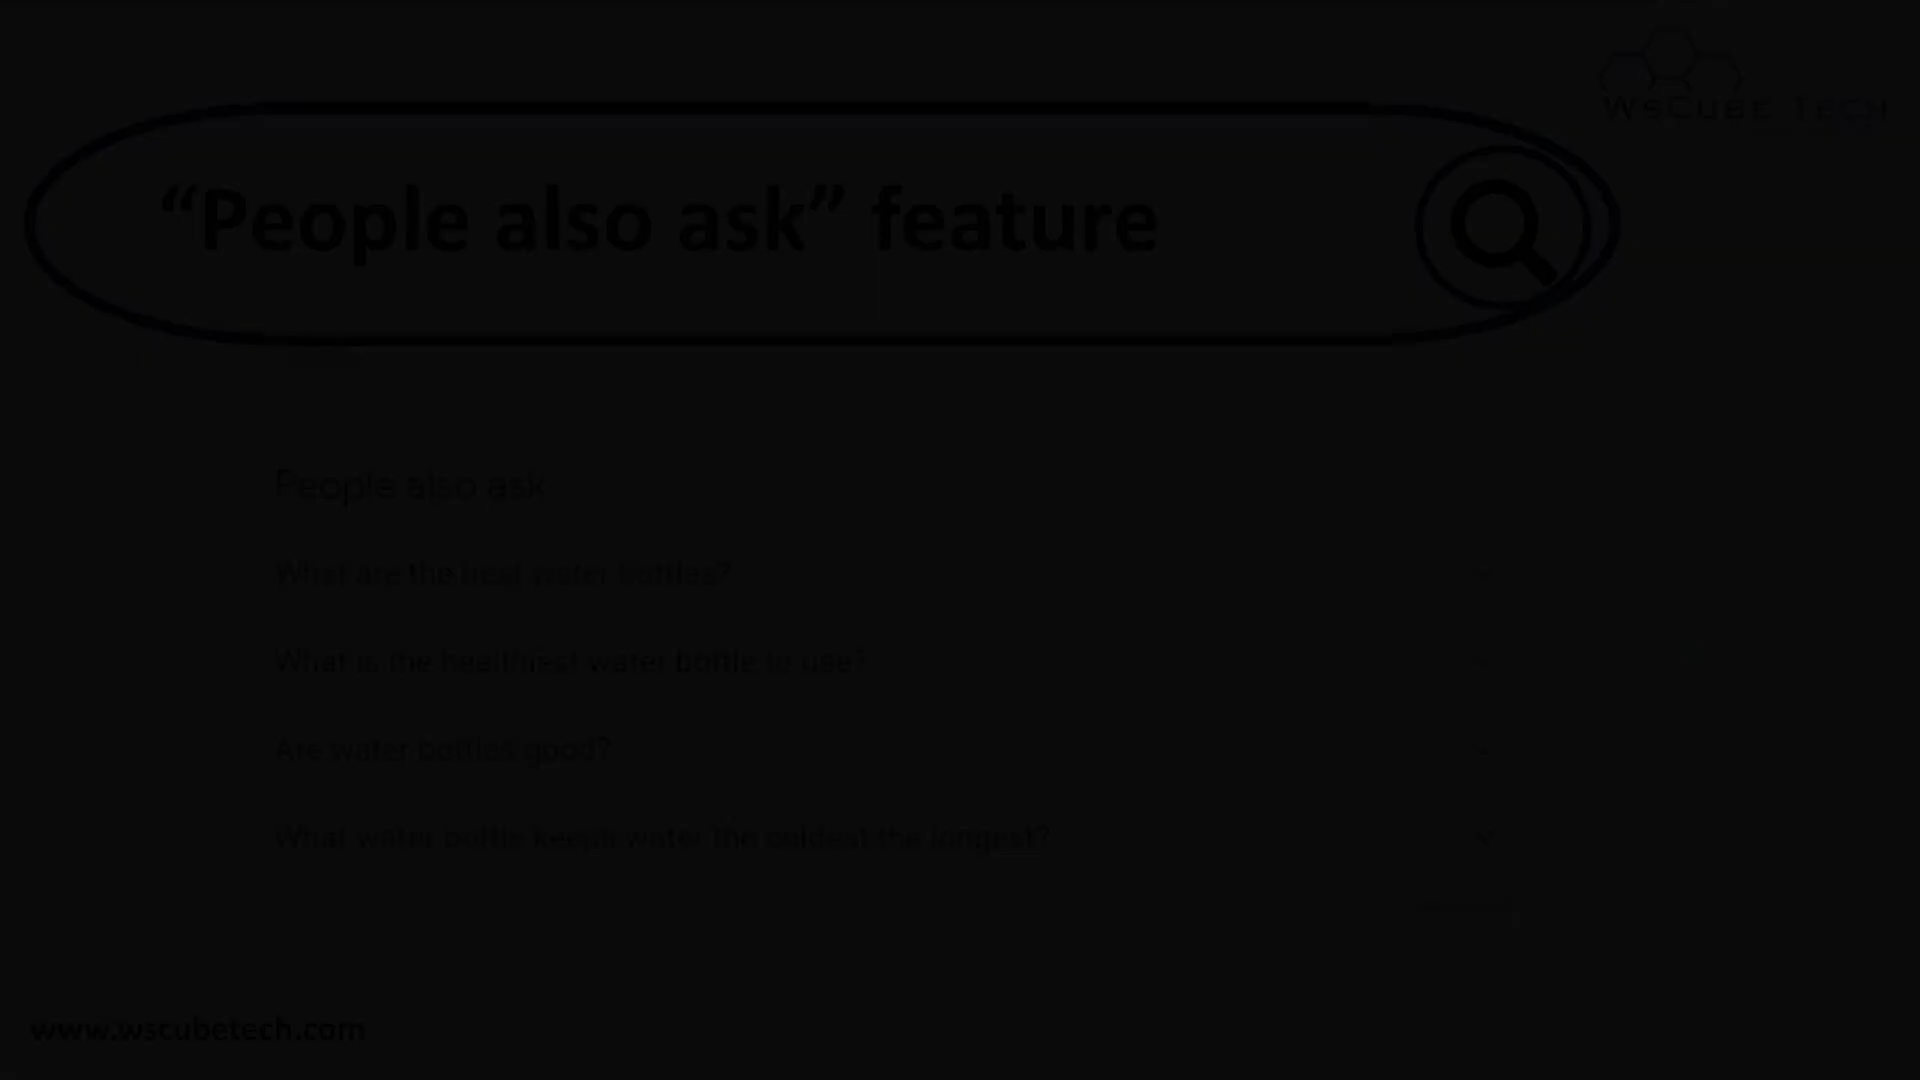 WsCube Tech
“People also ask” feature
People also ask
What are the best water bottles?
What is the healthiest water bottle to use?
Are water bottles good?
What water bottle keeps water the coldest the longest?
www.wscubetech.com